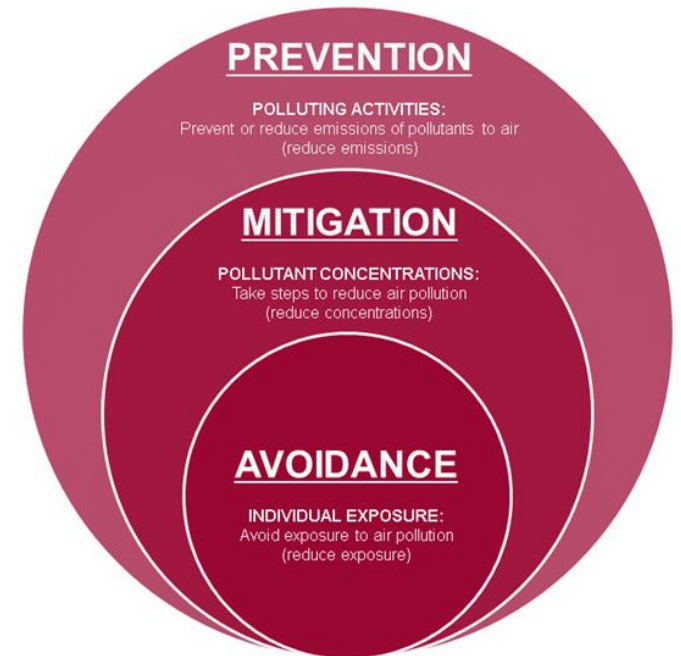 PREVENTION
POLLUTING ACTIVITIES:
Prevent or reduce emissions of pollutants to air
(reduce emissions)
MITIGATION
POLLUTANT CONCENTRATIONS:
Take steps to reduce air pollution
(reduce concentrations)
AVOIDANCE
INDIVIDUAL EXPOSURE:
Avoid exposure to air pollution
(reduce exposure)